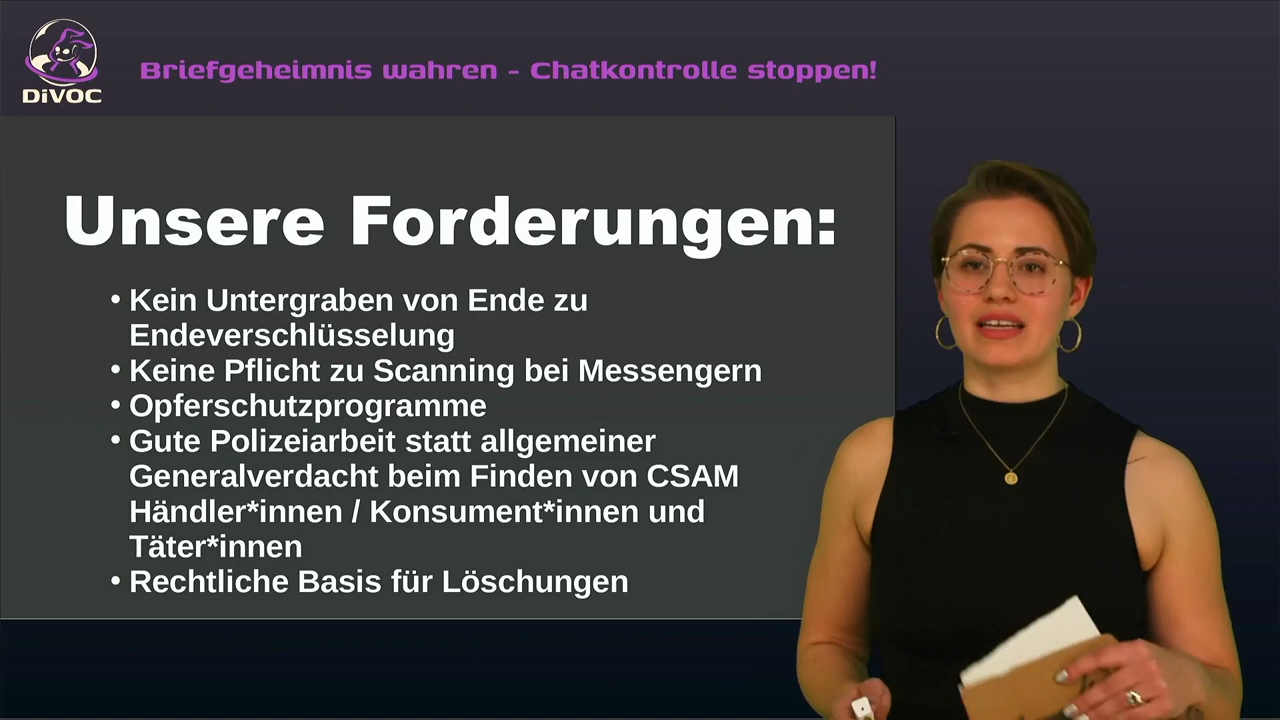 DiVOC
Briefgeheimnis wahren - Chatkontrolle stoppen!
Unsere Forderungen:
• Kein Untergraben von Ende zu
Endeverschlüsselung
• Keine Pflicht zu Scanning bei Messengern
• Opferschutzprogramme
• Gute Polizeiarbeit statt allgemeiner
Generalverdacht beim Finden von CSAM
Händler*innen / Konsument*innen und
Täter*innen
• Rechtliche Basis für Löschungen